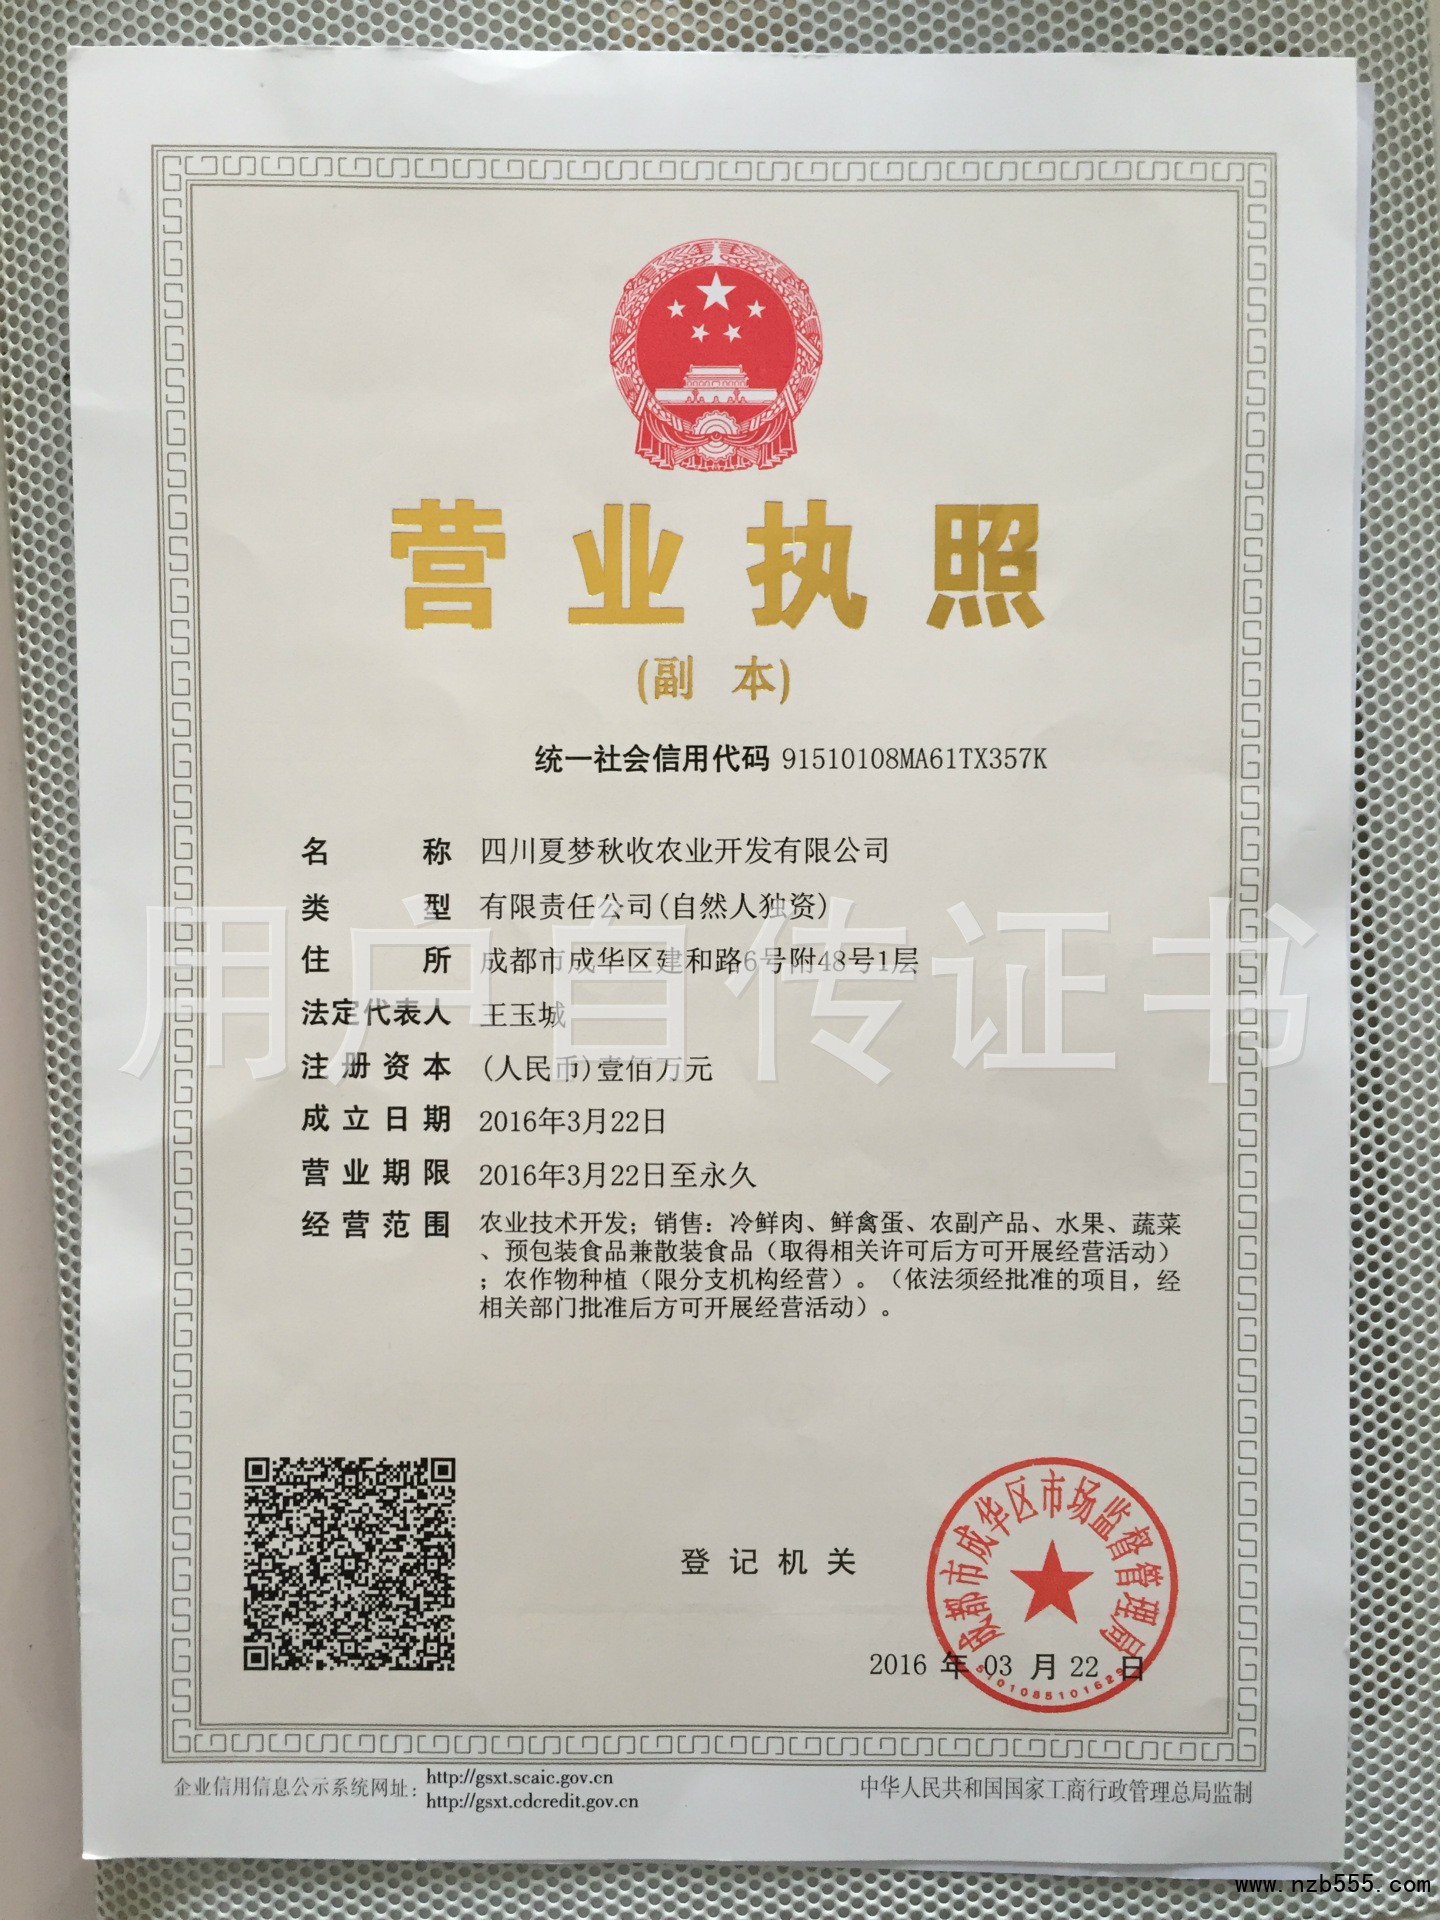 营业执照
(副 本)
统一社会信用代码 91510108MA61TX357K
名 称 四川夏梦秋收农业开发有限公司
类 型 有限责任公司(自然人独资)
住 所 成都市成华区建和路6号附48号1层
法定代表人 王玉城
注册资本 (人民币)壹佰万元
成立日期 2016年3月22日
营业期限 2016年3月22日至永久
经营范围 农业技术开发；销售：冷鲜肉、鲜禽蛋、农副产品、水果、蔬菜
、预包装食品兼散装食品（取得相关许可后方可开展经营活动）
；农作物种植（限分支机构经营）。（依法须经批准的项目，经
相关部门批准后方可开展经营活动）。
用户自传证书
登记机关
成都市成华区市场监督管理局
2016 年 03 月 22 日
企业信用信息公示系统网址：
http://gsxt.scaic.gov.cn
http://gsxt.cdcredit.gov.cn
中华人民共和国国家工商行政管理总局监制
www.nzb555.com